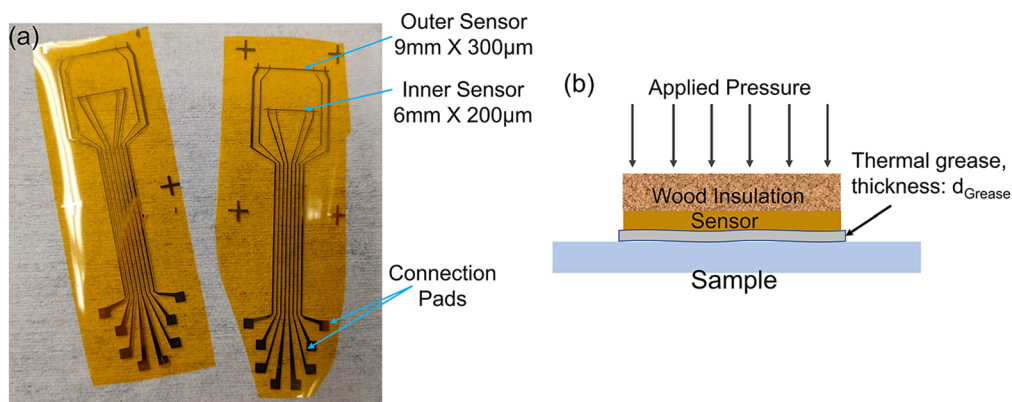 (a)
Outer Sensor
9mm X 300μm
Inner Sensor
6mm X 200μm
Connection
Pads
(b)
Applied Pressure
Thermal grease,
thickness: dGrease
Wood Insulation
Sensor
Sample